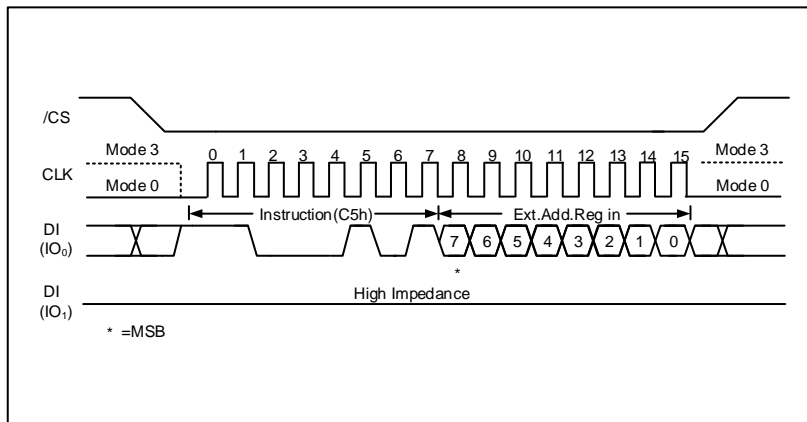 /CS
Mode 3
0 1 2 3 4 5 6 7 8 9 10 11 12 13 14 15
Mode 3
CLK
Mode 0
Mode 0
Instruction(C5h)
Ext.Add.Reg in
DI
(IO0)
7 6 5 4 3 2 1 0
*
DI
(IO1)
High Impedance
* =MSB